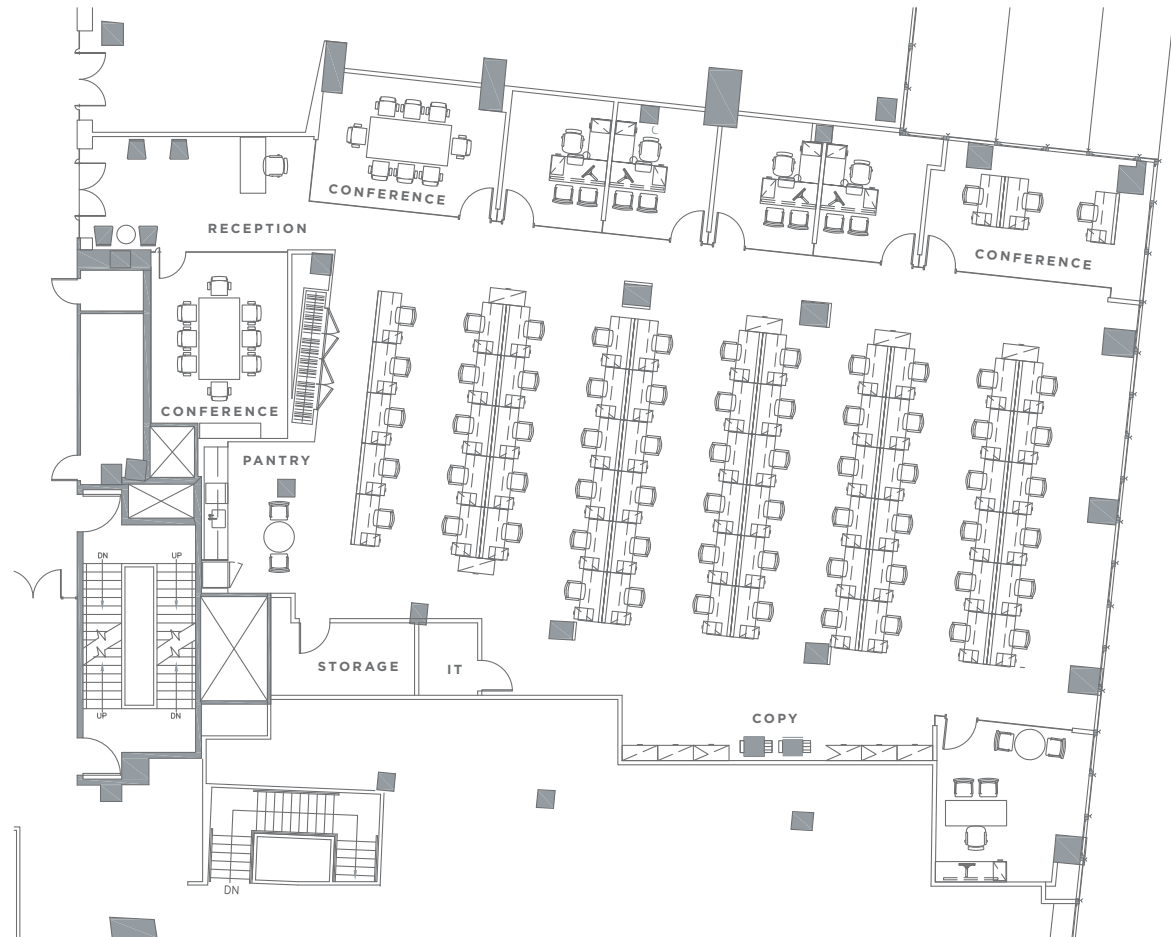 CONFERENCE
RECEPTION
CONFERENCE
CONFERENCE
PANTRY
DN
UP
STORAGE
IT
UP
DN
COPY
DN